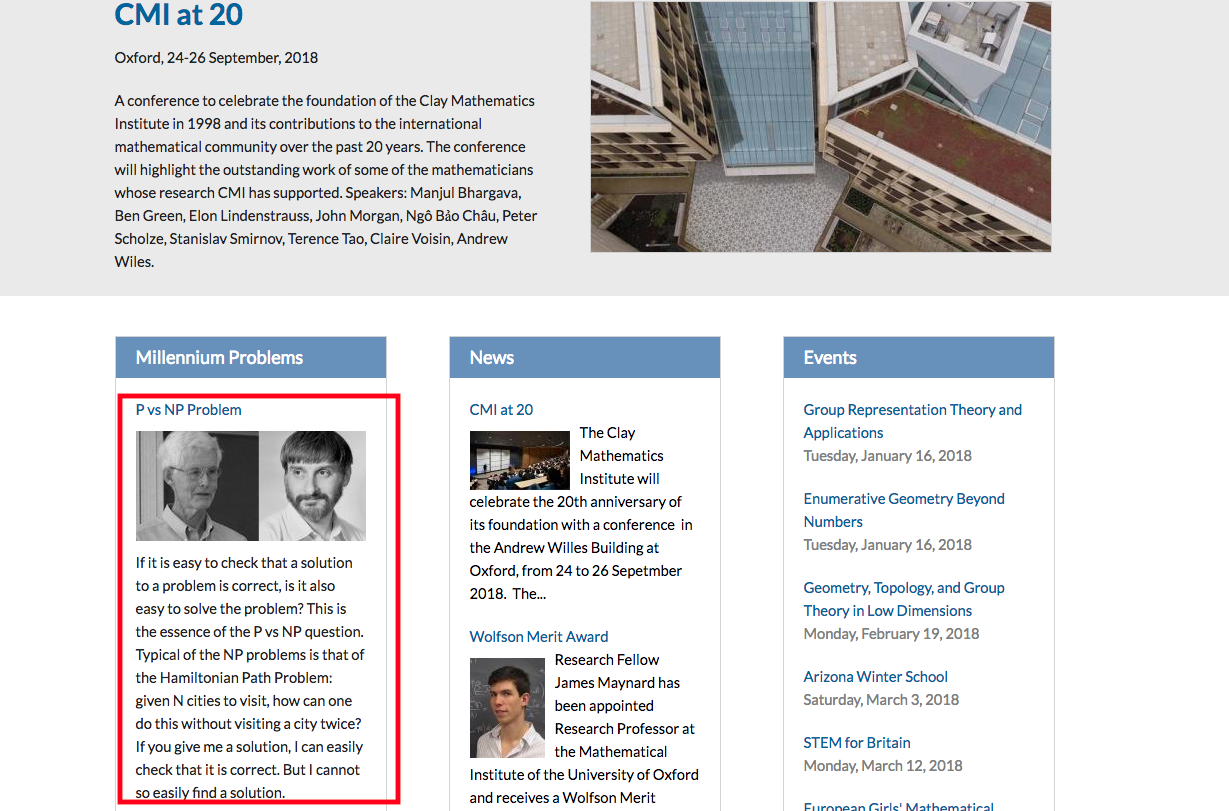 CMI at 20
Oxford, 24-26 September, 2018
A conference to celebrate the foundation of the Clay Mathematics
Institute in 1998 and its contributions to the international
mathematical community over the past 20 years. The conference
will highlight the outstanding work of some of the mathematicians
whose research CMI has supported. Speakers: Manjul Bhargava,
Ben Green, Elon Lindenstrauss, John Morgan, Ngô Bảo Châu, Peter
Scholze, Stanislav Smirnov, Terence Tao, Claire Voisin, Andrew
Wiles.
Millennium Problems
P vs NP Problem
If it is easy to check that a solution
to a problem is correct, is it also
easy to solve the problem? This is
the essence of the P vs NP question.
Typical of the NP problems is that of
the Hamiltonian Path Problem:
given N cities to visit, how can one
do this without visiting a city twice?
If you give me a solution, I can easily
check that it is correct. But I cannot
so easily find a solution.
News
CMI at 20
The Clay
Mathematics
Institute will
celebrate the 20th anniversary of
its foundation with a conference in
the Andrew Willes Building at
Oxford, from 24 to 26 Sepetmber
2018. The...
Wolfson Merit Award
Research Fellow
James Maynard has
been appointed
Research Professor at
the Mathematical
Institute of the University of Oxford
and receives a Wolfson Merit
Events
Group Representation Theory and
Applications
Tuesday, January 16, 2018
Enumerative Geometry Beyond
Numbers
Tuesday, January 16, 2018
Geometry, Topology, and Group
Theory in Low Dimensions
Monday, February 19, 2018
Arizona Winter School
Saturday, March 3, 2018
STEM for Britain
Monday, March 12, 2018
European Girls' Mathematical